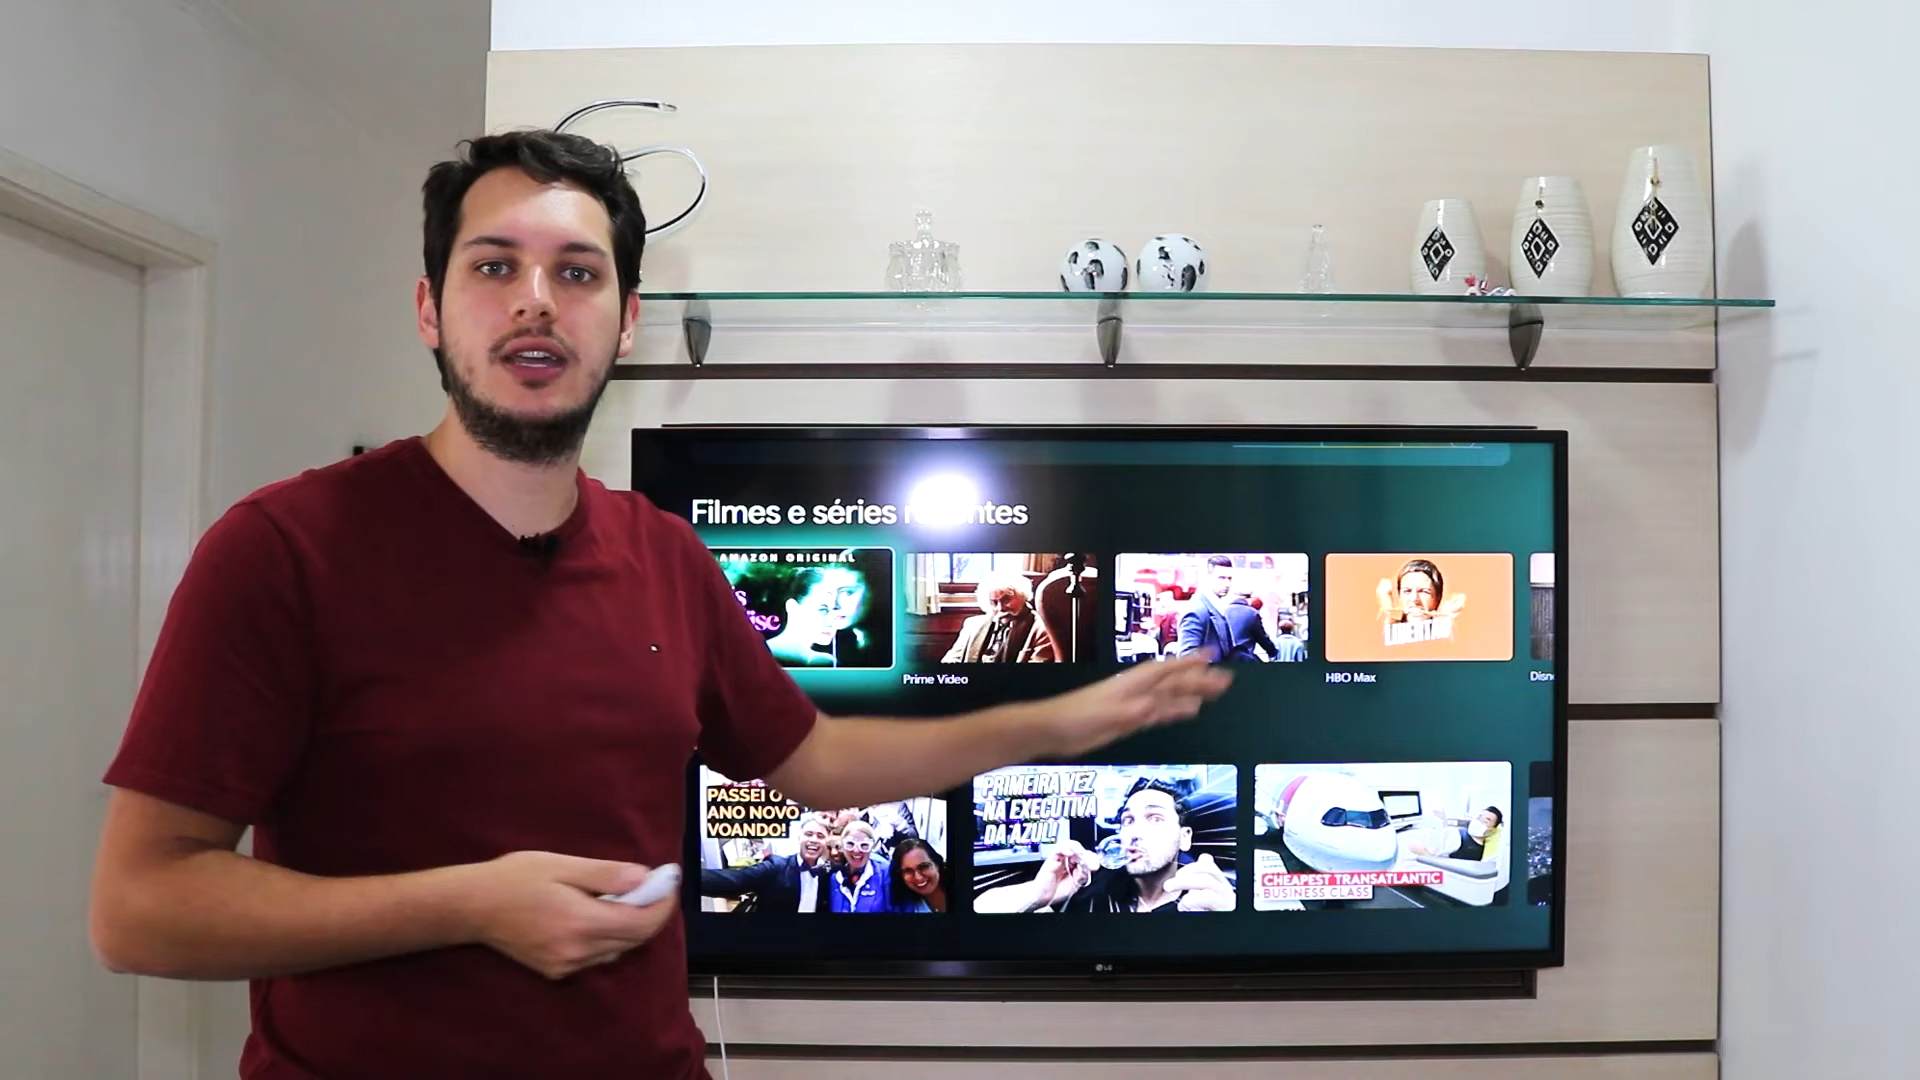 Filmes e séries
AMAZON ORIGINAL
Prime Video
HBO Max
PASSEI O
ANO NOVO
VOANDO!
PRIMEIRA VEZ
NA EXECUTIVA
DA AZUL!
CHEAPEST TRANSATLANTIC
BUSINESS CLASS
LG